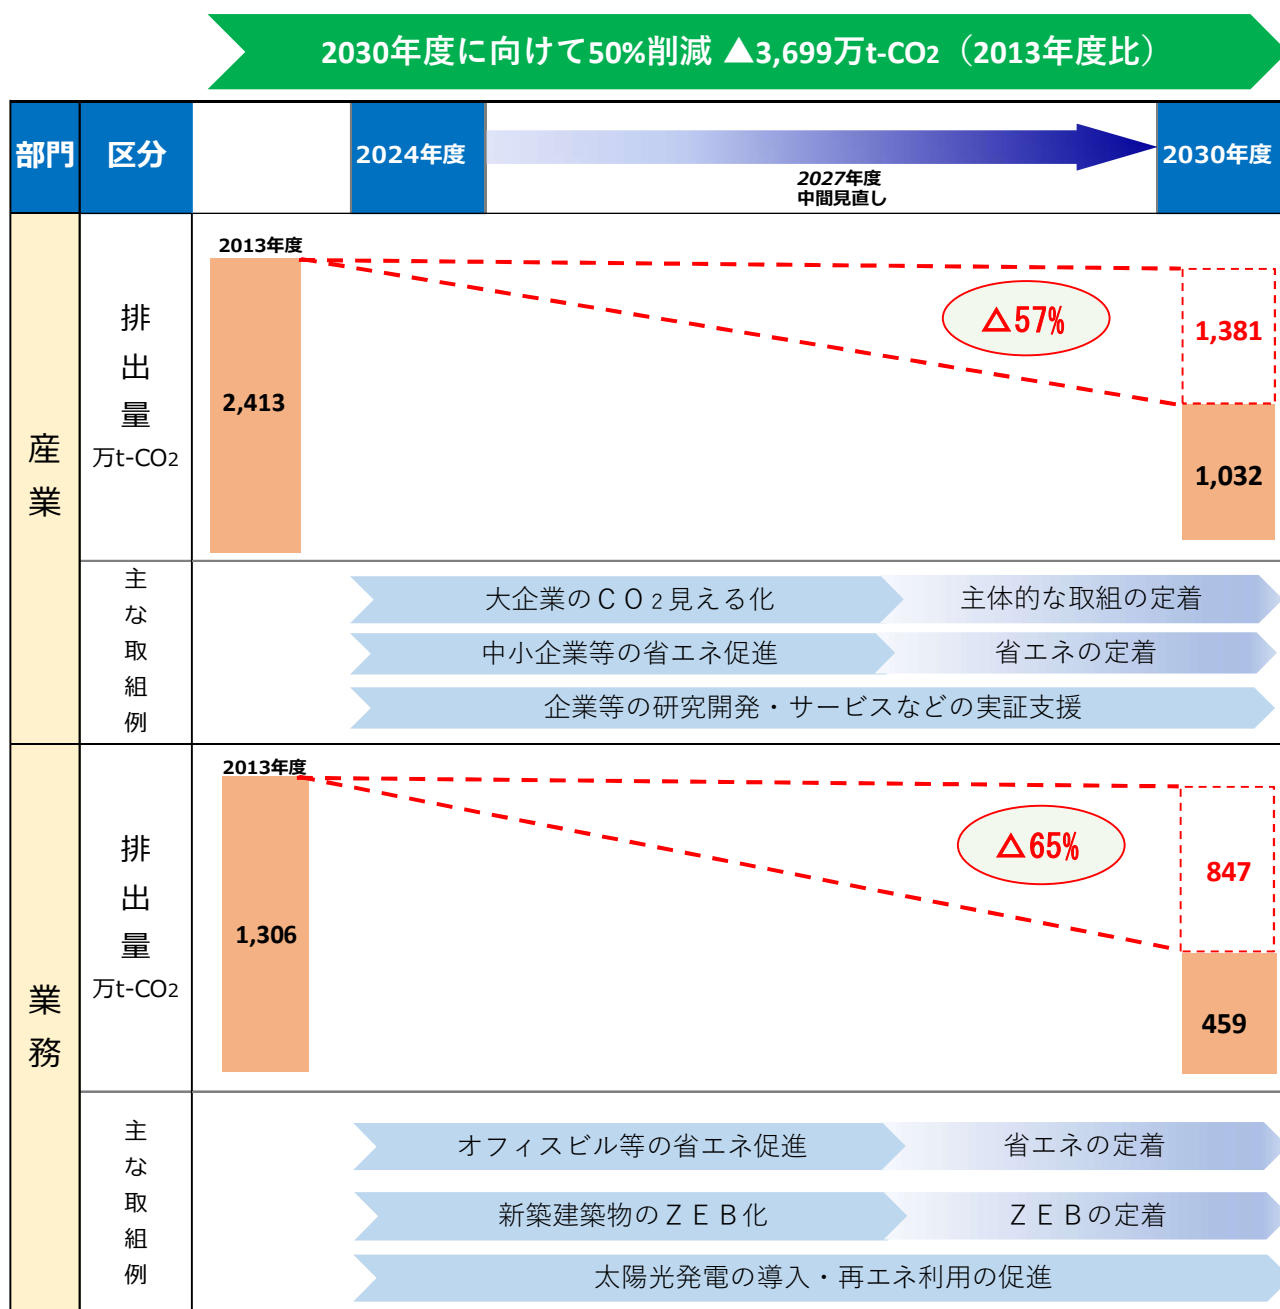 2030年度に向けて50%削減 ▲3,699万t-CO2（2013年度比）
部門
区分
2024年度
2030年度
2027年度
中間見直し
産業
排出量
万t-CO2
2013年度
2,413
△57%
1,381
1,032
主な取組例
大企業のＣＯ２見える化
主体的な取組の定着
中小企業等の省エネ促進
省エネの定着
企業等の研究開発・サービスなどの実証支援
業務
排出量
万t-CO2
2013年度
1,306
△65%
847
459
主な取組例
オフィスビル等の省エネ促進
省エネの定着
新築建築物のＺＥＢ化
ＺＥＢの定着
太陽光発電の導入・再エネ利用の促進